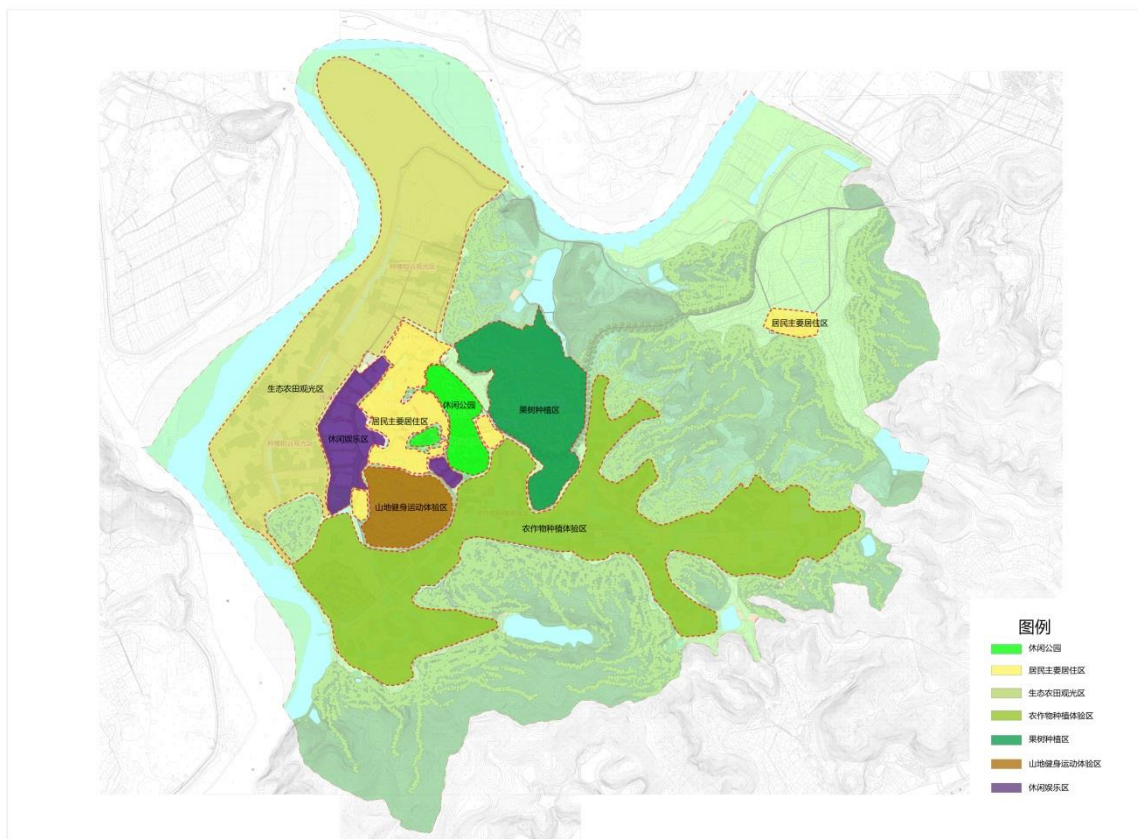 居民主要居住区
生态农田观光区
休闲公园
果树种植区
居民主要居住区
休闲娱乐区
山地健身运动体验区
农作物种植体验区
图例
休闲公园
居民主要居住区
生态农田观光区
农作物种植体验区
果树种植区
山地健身运动体验区
休闲娱乐区